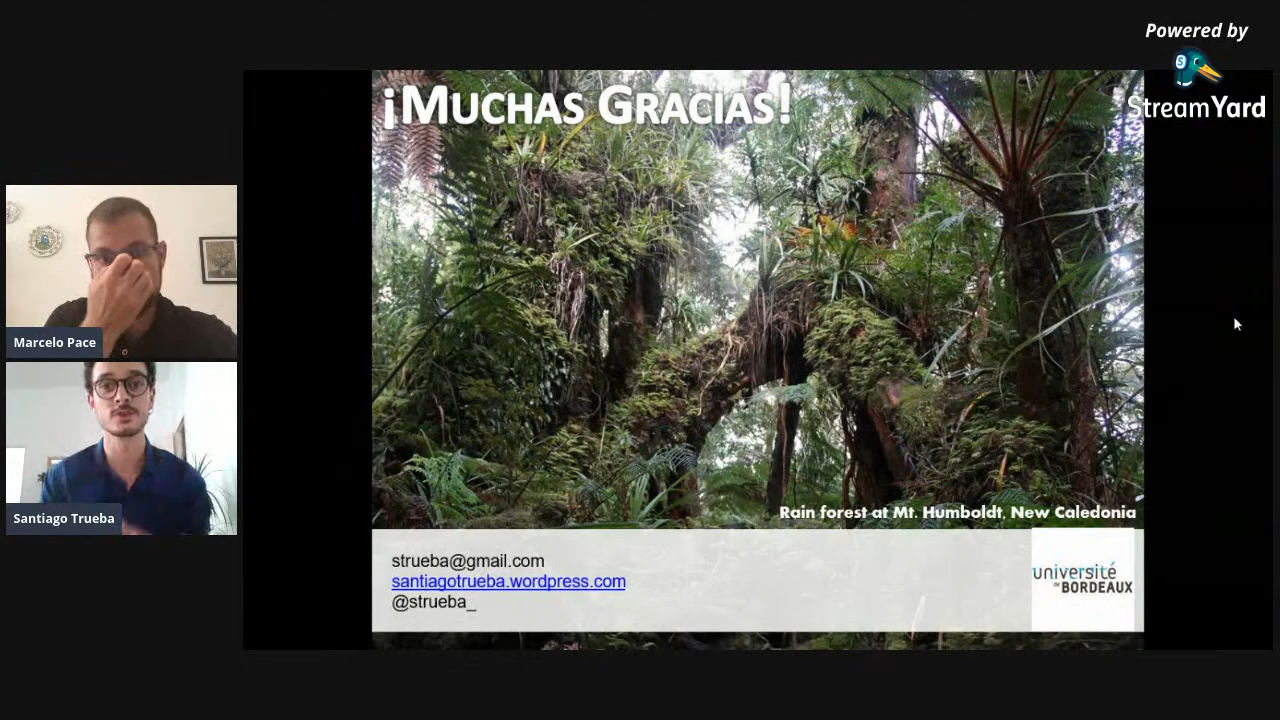 Powered by
StreamYard
¡MUCHAS GRACIAS!
Marcelo Pace
Santiago Trueba
Rain forest at Mt. Humboldt, New Caledonia
strueba@gmail.com
santiagotrueba.wordpress.com
@strueba_
université
de BORDEAUX